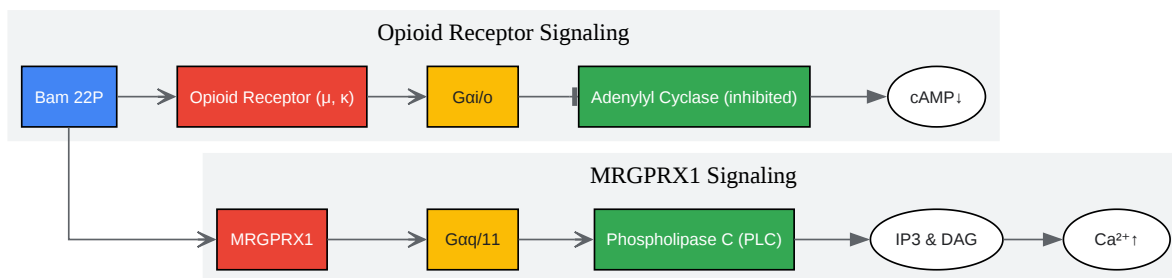 Opioid Receptor Signaling
Bam 22P
Opioid Receptor (μ, κ)
Gαi/o
Adenylyl Cyclase (inhibited)
cAMP↓
MRGPRX1 Signaling
MRGPRX1
Gαq/11
Phospholipase C (PLC)
IP3 & DAG
Ca²⁺↑